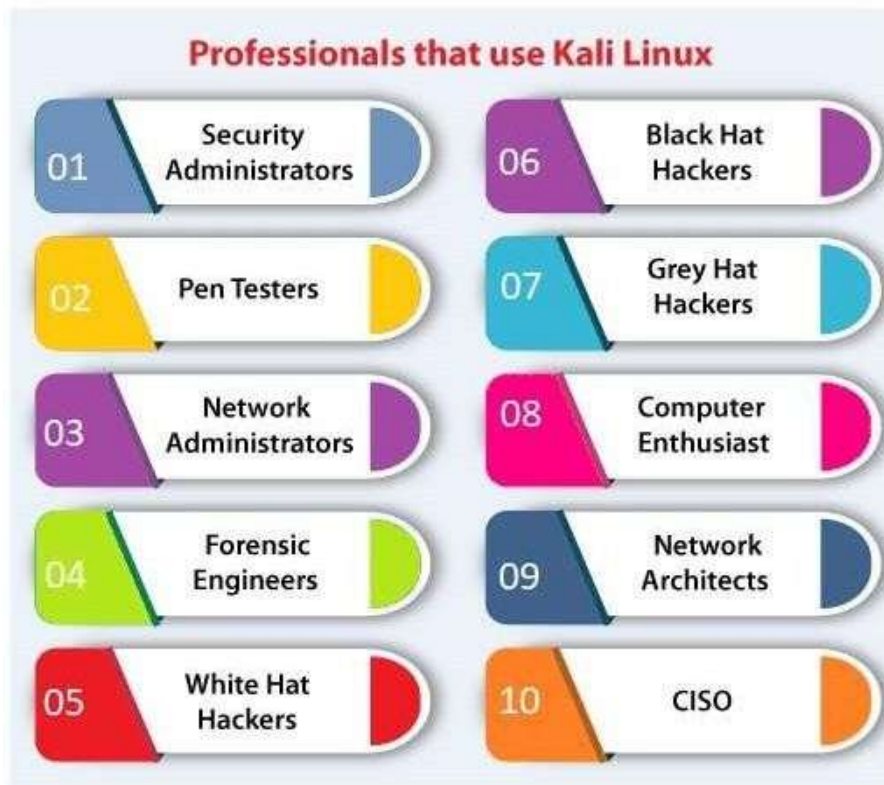 Professionals that use Kali Linux
01
Security
Administrators
02
Pen Testers
03
Network
Administrators
04
Forensic
Engineers
05
White Hat
Hackers
06
Black Hat
Hackers
07
Grey Hat
Hackers
08
Computer
Enthusiast
09
Network
Architects
10
CISO